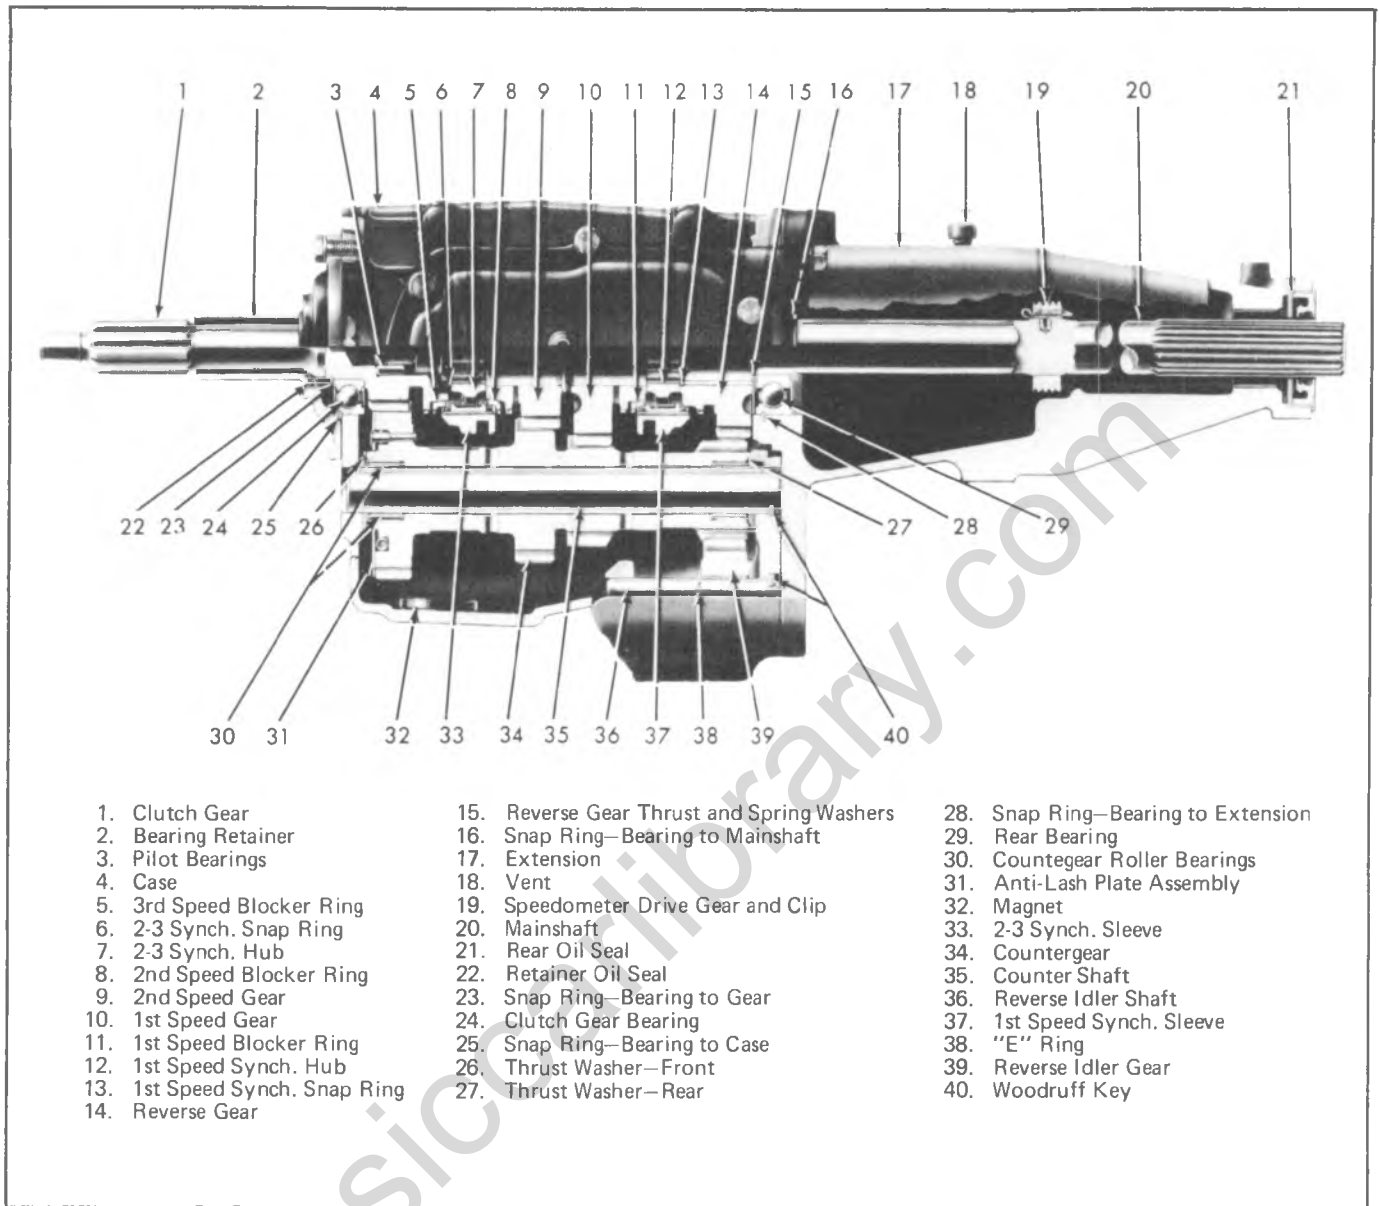 1 2 3 4 5 6 7 8 9 10 11 12 13 14 15 16 17 18 19 20 21
22 23 24 25 26 27 28 29
30 31 32 33 34 35 36 37 38 39 40
1. Clutch Gear
2. Bearing Retainer
3. Pilot Bearings
4. Case
5. 3rd Speed Blocker Ring
6. 2-3 Synch. Snap Ring
7. 2-3 Synch. Hub
8. 2nd Speed Blocker Ring
9. 2nd Speed Gear
10. 1st Speed Gear
11. 1st Speed Blocker Ring
12. 1st Speed Synch. Hub
13. 1st Speed Synch. Snap Ring
14. Reverse Gear
15. Reverse Gear Thrust and Spring Washers
16. Snap Ring—Bearing to Mainshaft
17. Extension
18. Vent
19. Speedometer Drive Gear and Clip
20. Mainshaft
21. Rear Oil Seal
22. Retainer Oil Seal
23. Snap Ring—Bearing to Gear
24. Clutch Gear Bearing
25. Snap Ring—Bearing to Case
26. Thrust Washer—Front
27. Thrust Washer—Rear
28. Snap Ring—Bearing to Extension
29. Rear Bearing
30. Countegear Roller Bearings
31. Anti-Lash Plate Assembly
32. Magnet
33. 2-3 Synch. Sleeve
34. Countergear
35. Counter Shaft
36. Reverse Idler Shaft
37. 1st Speed Synch. Sleeve
38. "E" Ring
39. Reverse Idler Gear
40. Woodruff Key
siccarlibrary.com